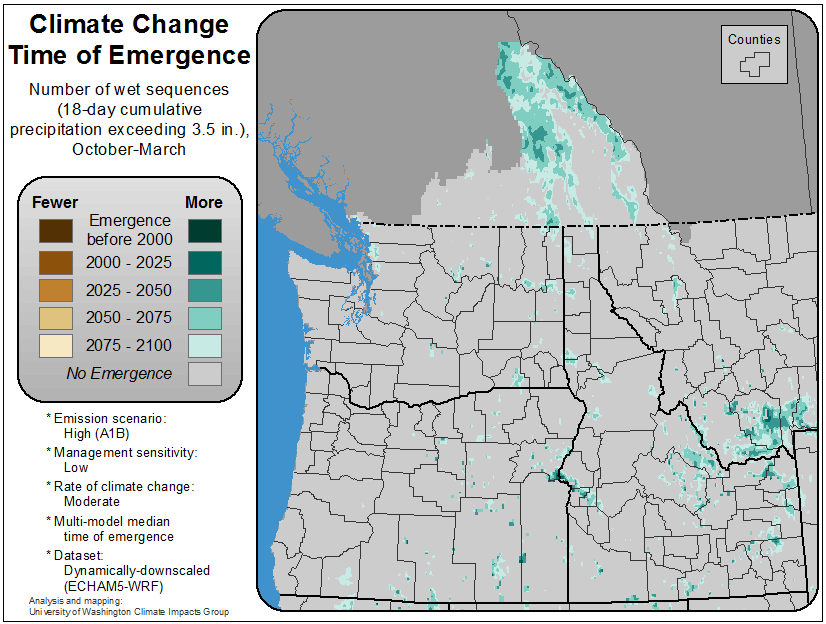 Climate Change
Time of Emergence
Number of wet sequences
(18-day cumulative
precipitation exceeding 3.5 in.),
October-March
Fewer More
Emergence
before 2000
2000 - 2025
2025 - 2050
2050 - 2075
2075 - 2100
No Emergence
* Emission scenario:
High (A1B)
* Management sensitivity:
Low
* Rate of climate change:
Moderate
* Multi-model median
time of emergence
* Dataset:
Dynamically-downscaled
(ECHAM5-WRF)
Analysis and mapping:
University of Washington Climate Impacts Group
Counties